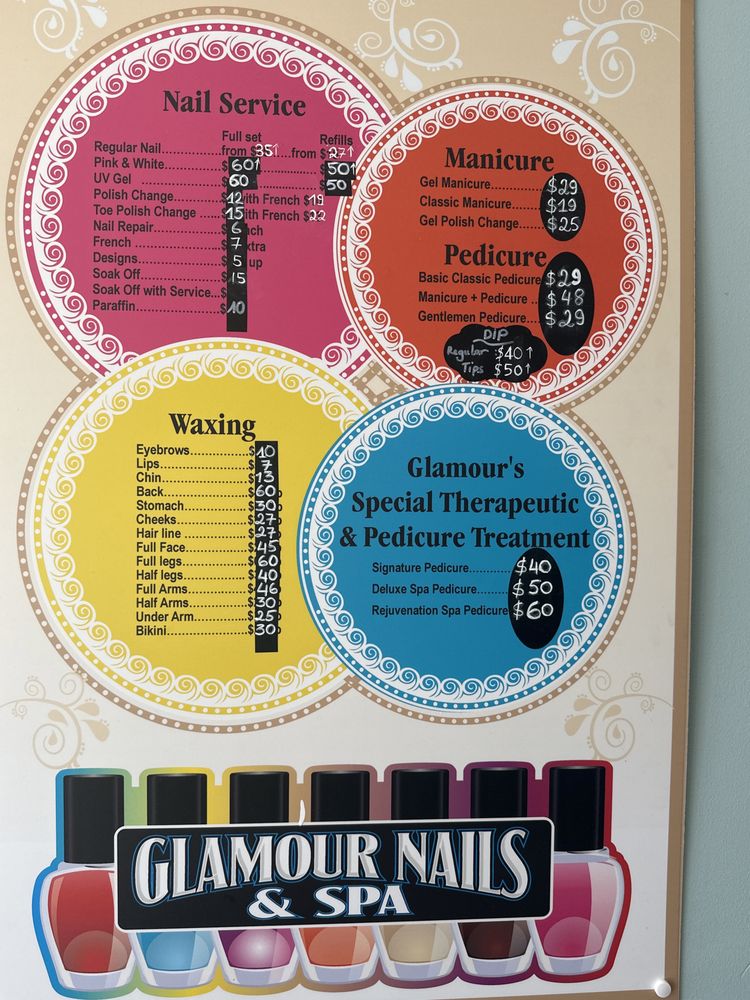 Nail Service
Full set Refills
Regular Nail from $35↑ from $27↑
Pink & White $60↑ 50↑
UV Gel 60 50
Polish Change 12 with French $19
Toe Polish Change 15 with French $22
Nail Repair 6
French 7 extra
Designs 5 up
Soak Off 15
Soak Off with Service
Paraffin $10
Manicure
Gel Manicure $29
Classic Manicure $19
Gel Polish Change $25
Pedicure
Basic Classic Pedicure $29
Manicure + Pedicure $48
Gentlemen Pedicure $29
DIP
Regular $40↑
Tips $50↑
Waxing
Eyebrows $10
Lips $7
Chin $13
Back $60
Stomach $30
Cheeks $27
Hair line $27
Full Face $45
Full legs $60
Half legs $40
Full Arms $46
Half Arms $30
Under Arm $25
Bikini $30
Glamour's
Special Therapeutic
& Pedicure Treatment
Signature Pedicure $40
Deluxe Spa Pedicure $50
Rejuvenation Spa Pedicure $60
GLAMOUR NAILS
& SPA